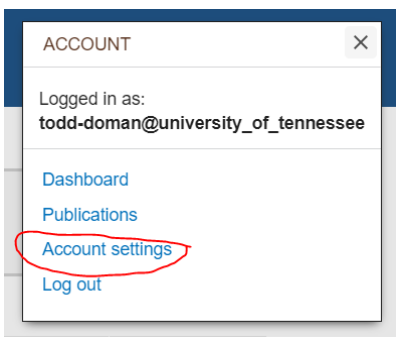 ACCOUNT
Logged in as:
todd-doman@university_of_tennessee
Dashboard
Publications
Account settings
Log out